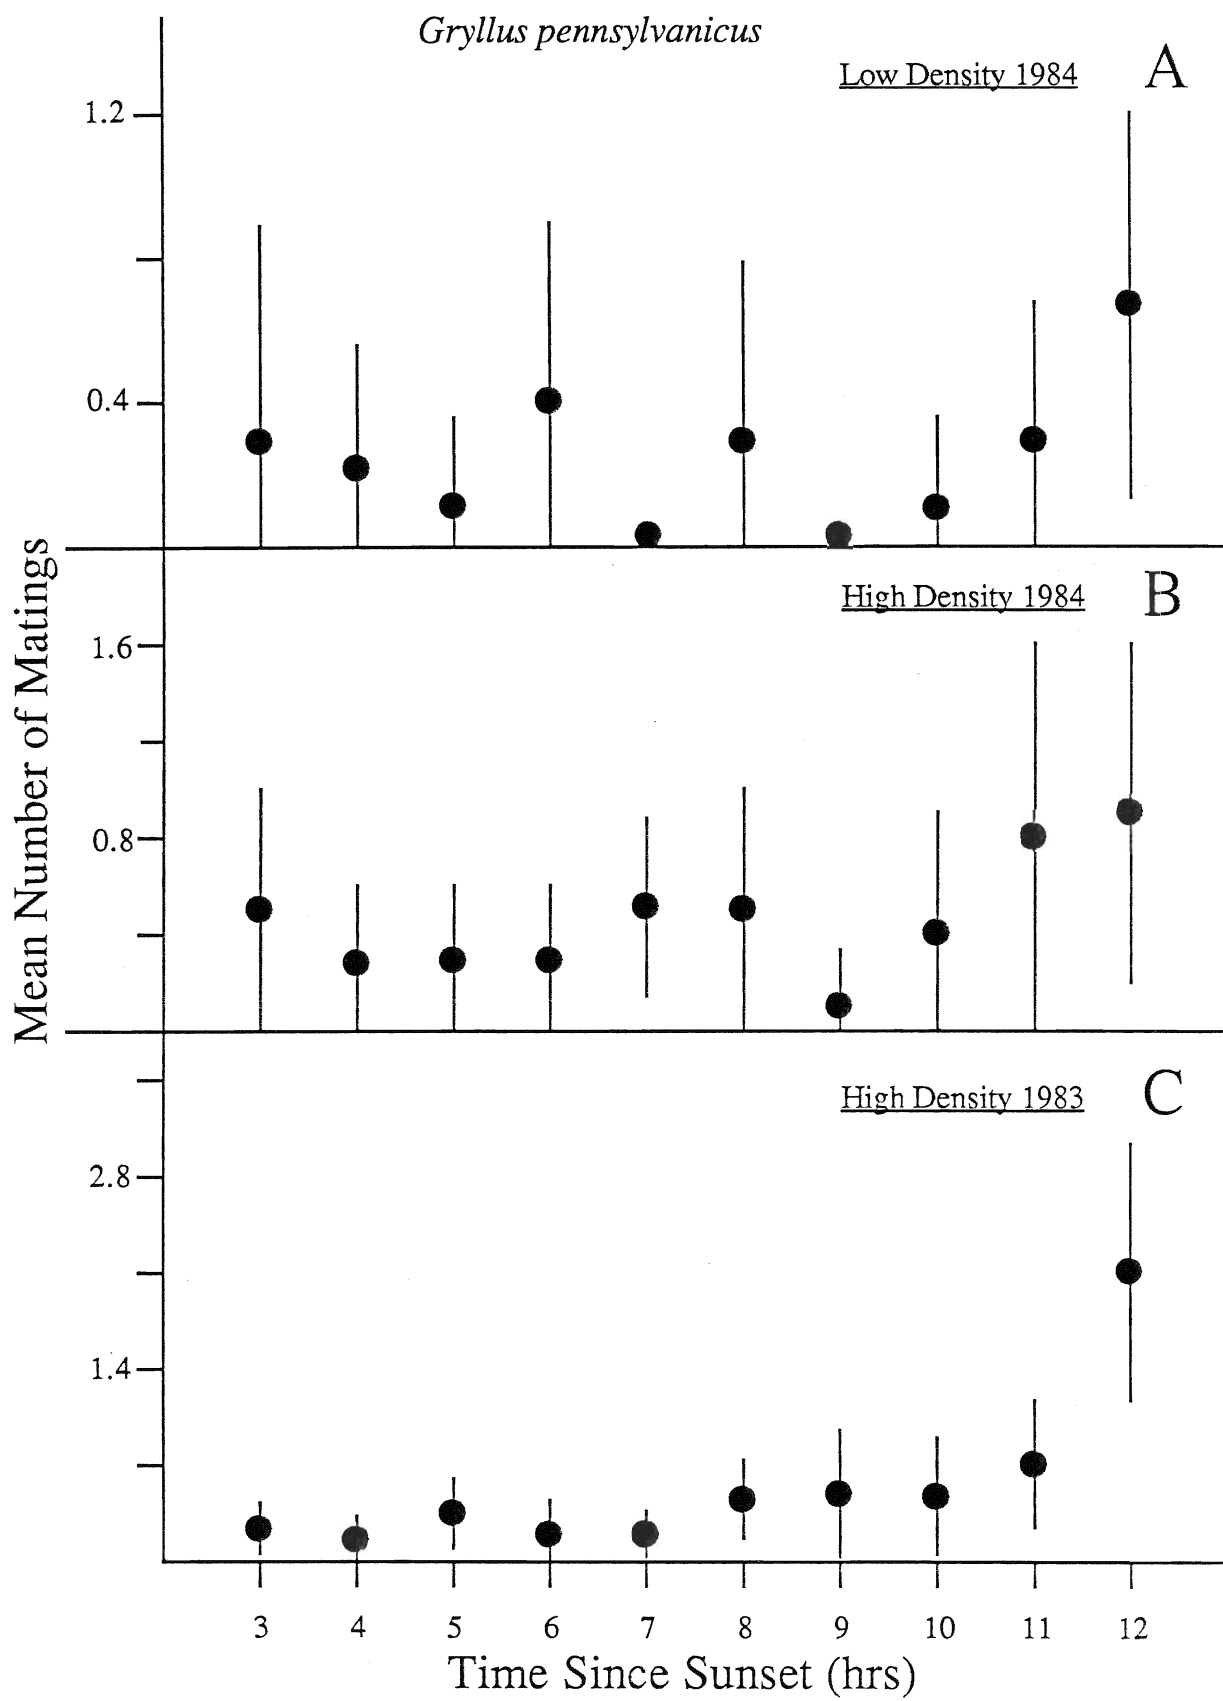 Gryllus pennsylvanicus
Low Density 1984
A
1.2
0.4
High Density 1984
B
1.6
0.8
Mean Number of Matings
High Density 1983
C
2.8
1.4
3 4 5 6 7 8 9 10 11 12
Time Since Sunset (hrs)